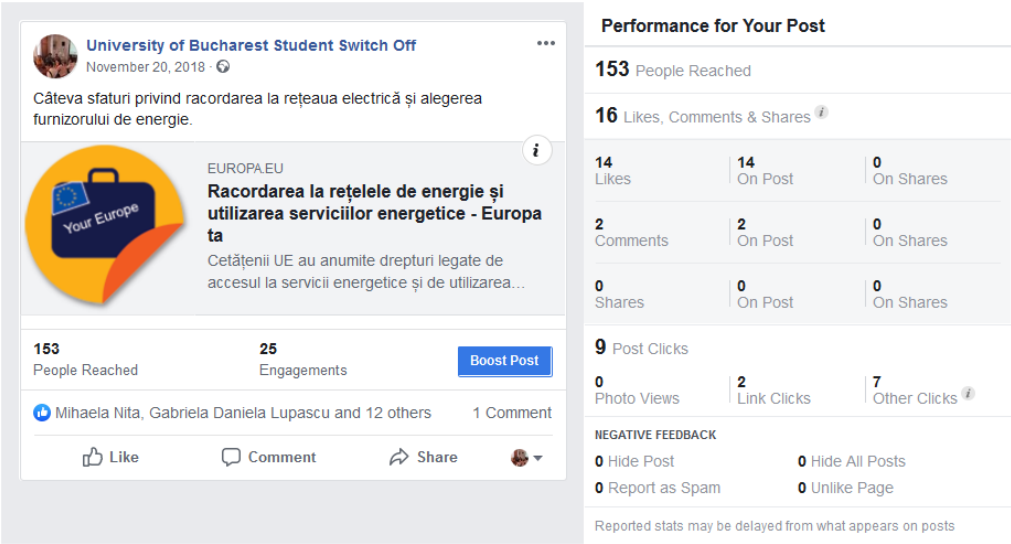 University of Bucharest Student Switch Off
November 20, 2018 ·
Câteva sfaturi privind racordarea la rețeaua electrică și alegerea
furnizorului de energie.
Your Europe
EUROPA.EU
Racordarea la rețelele de energie și
utilizarea serviciilor energetice - Europa
ta
Cetățenii UE au anumite drepturi legate de
accesul la servicii energetice și de utilizarea...
153 25
People Reached Engagements
Boost Post
Mihaela Nita, Gabriela Daniela Lupascu and 12 others 1 Comment
Like Comment Share
Performance for Your Post
153 People Reached
16 Likes, Comments & Shares i
14 14 0
Likes On Post On Shares
2 2 0
Comments On Post On Shares
0 0 0
Shares On Post On Shares
9 Post Clicks
0 2 7
Photo Views Link Clicks Other Clicks i
NEGATIVE FEEDBACK
0 Hide Post 0 Hide All Posts
0 Report as Spam 0 Unlike Page
Reported stats may be delayed from what appears on posts